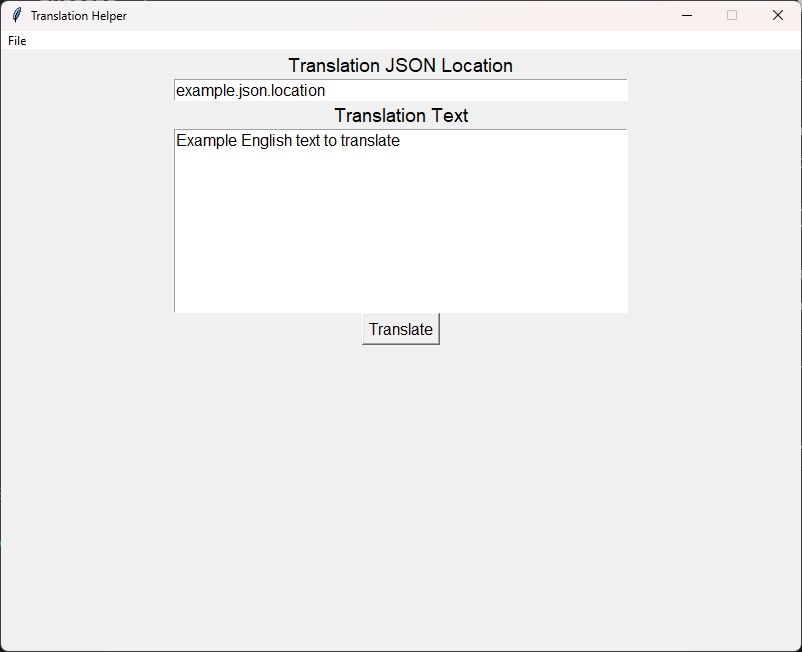 Translation Helper
File
Translation JSON Location
example.json.location
Translation Text
Example English text to translate
Translate